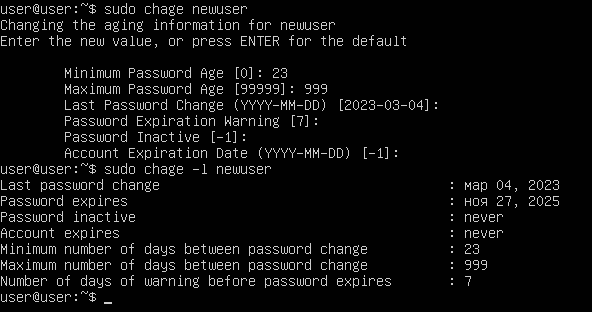 user@user:~$ sudo chage newuser
Changing the aging information for newuser
Enter the new value, or press ENTER for the default
Minimum Password Age [0]: 23
Maximum Password Age [99999]: 999
Last Password Change (YYYY-MM-DD) [2023-03-04]:
Password Expiration Warning [7]:
Password Inactive [-1]:
Account Expiration Date (YYYY-MM-DD) [-1]:
user@user:~$ sudo chage -l newuser
Last password change : мар 04, 2023
Password expires : ноя 27, 2025
Password inactive : never
Account expires : never
Minimum number of days between password change : 23
Maximum number of days between password change : 999
Number of days of warning before password expires : 7
user@user:~$ _